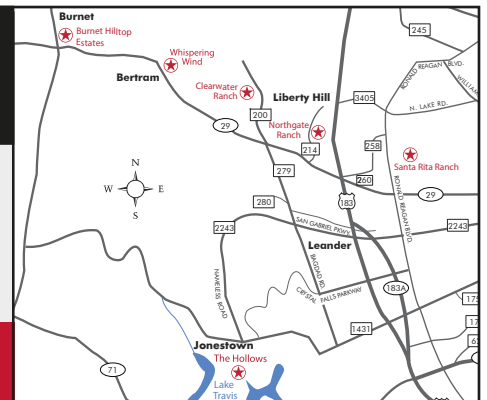 Burnet
Burnet Hilltop
Estates
245
Whispering
Wind
RONALD REAGAN BLVD.
Bertram
Clearwater
Ranch
Liberty Hill
3405
N. LAKE RD.
200
29
Northgate
Ranch
214
258
Santa Rita Ranch
N
W E
S
279
260
29
280
183
RONALD REAGAN BLVD.
2243
SAN GABRIEL PKWY.
2243
Leander
BAGDAD RD.
NAMELESS ROAD
CRYSTAL FALLS PARKWAY
183A
1431
Jonestown
The Hollows
71
Lake
Travis